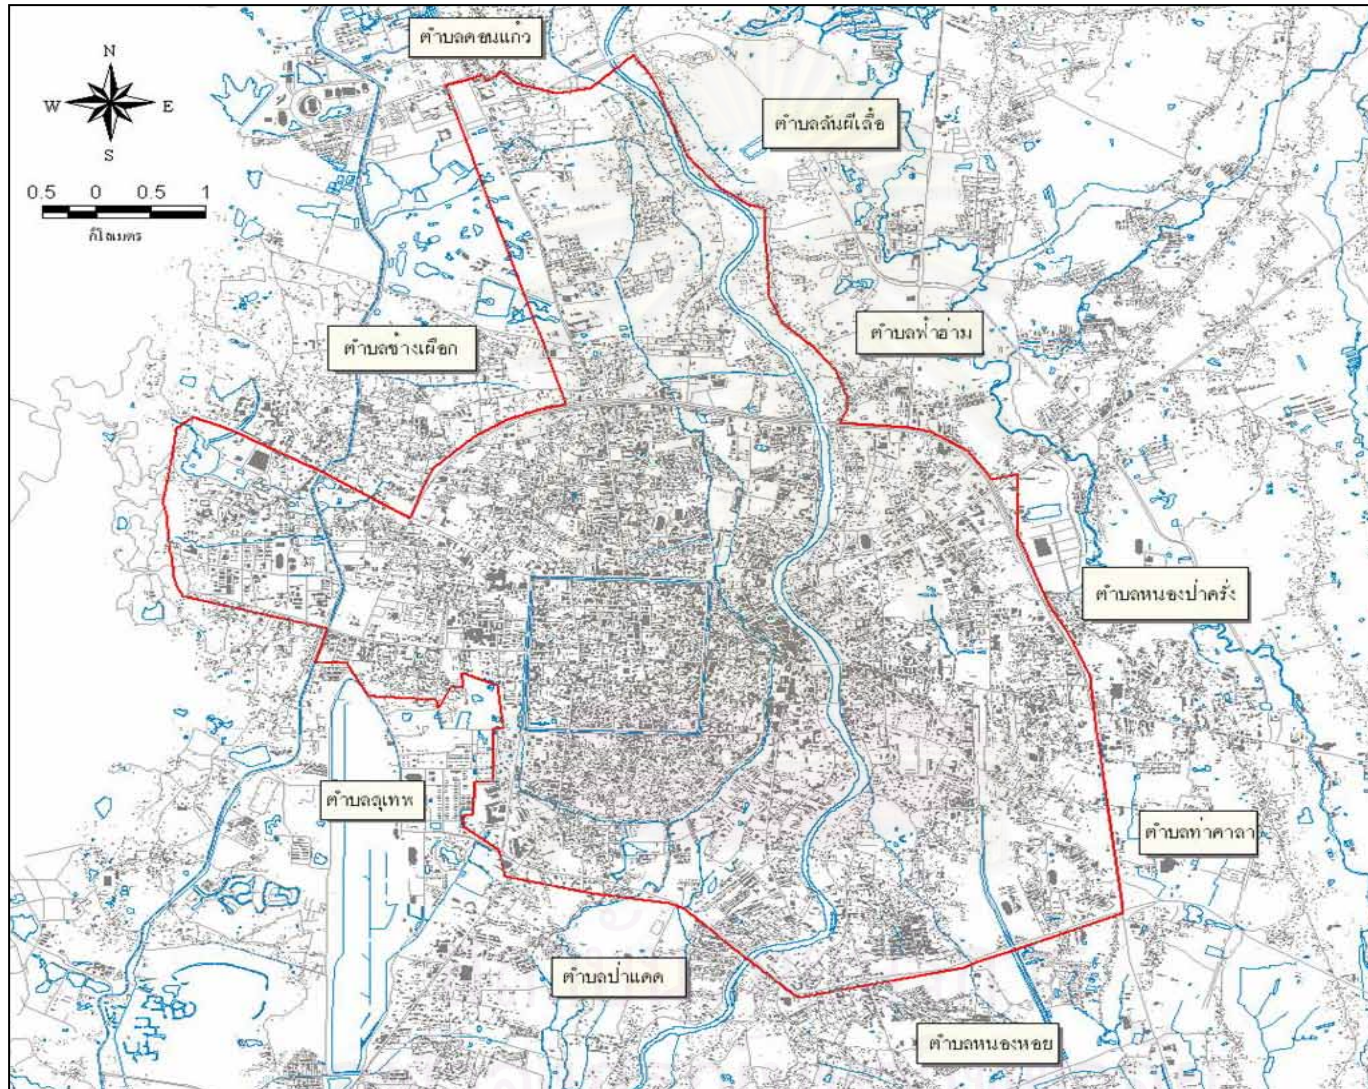 ตำบลดอนแก้ว
N
W
E
S
ตำบลสันผีเสื้อ
0.5 0 0.5 1
กิโลเมตร
ตำบลฟ้าฮ่าม
ตำบลช้างเผือก
ตำบลหนองป่าครั่ง
ตำบลสุเทพ
ตำบลท่าศาลา
ตำบลป่าแดด
ตำบลหนองหอย